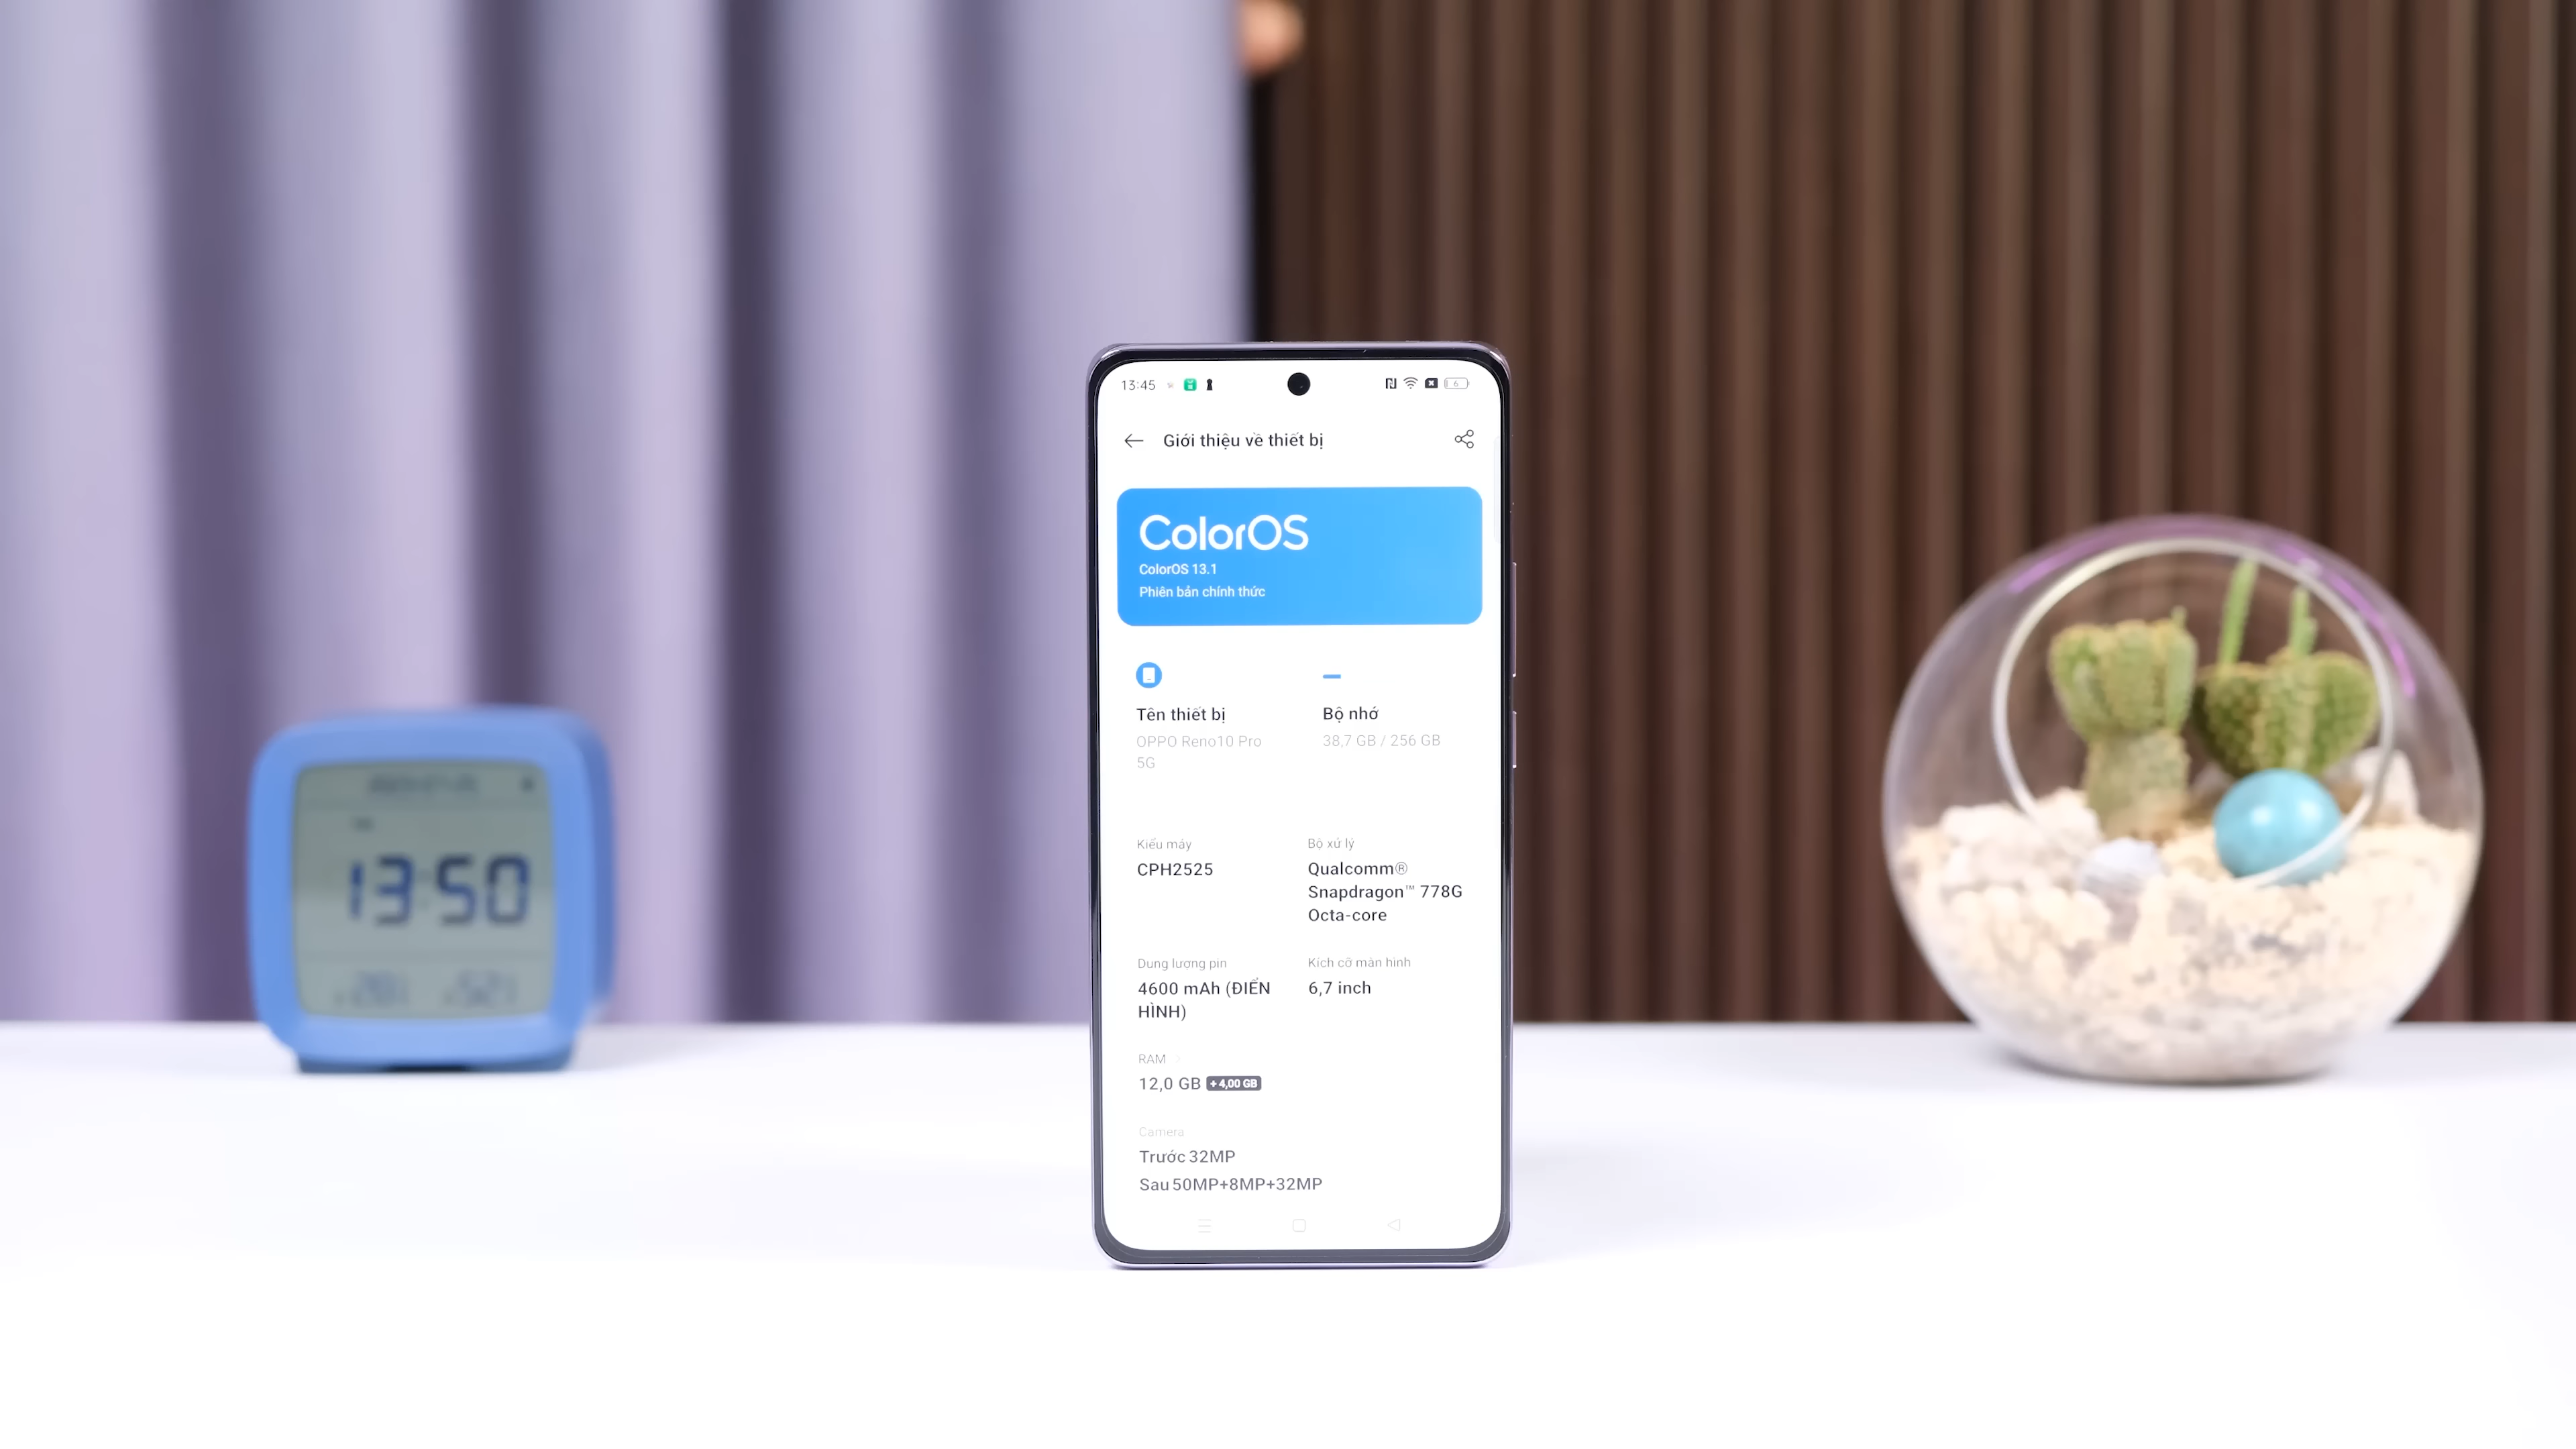 13:45
6
Giới thiệu về thiết bị
ColorOS
ColorOS 13.1
Phiên bản chính thức
Tên thiết bị
OPPO Reno10 Pro
5G
Bộ nhớ
38,7 GB / 256 GB
Kiểu máy
CPH2525
Bộ xử lý
Qualcomm®
Snapdragon™ 778G
Octa-core
Dung lượng pin
4600 mAh (ĐIỂN
HÌNH)
Kích cỡ màn hình
6,7 inch
RAM
12,0 GB + 4,00 GB
Camera
Trước 32MP
Sau 50MP+8MP+32MP
13:50